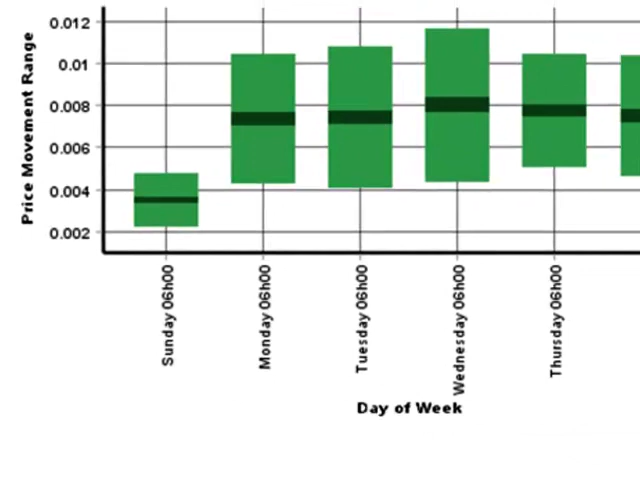 Price Movement Range
0.012
0.01
0.008
0.006
0.004
0.002
Sunday 06h00
Monday 06h00
Tuesday 06h00
Wednesday 06h00
Thursday 06h00
Day of Week